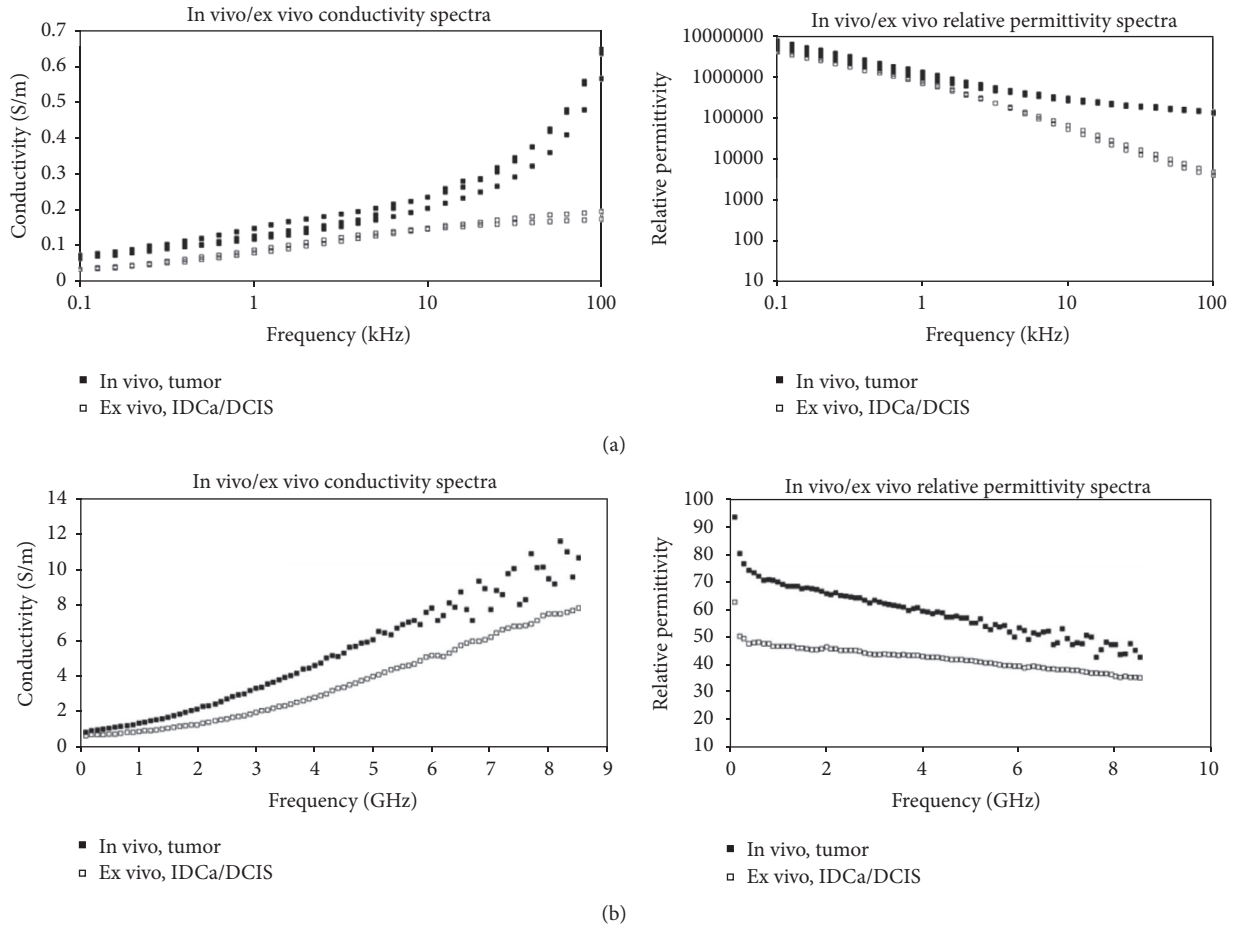 In vivo/ex vivo conductivity spectra
0.7
0.6
0.5
0.4
0.3
0.2
0.1
0
Conductivity (S/m)
0.1 1 10 100
Frequency (kHz)
In vivo, tumor
Ex vivo, IDCa/DCIS
In vivo/ex vivo relative permittivity spectra
10000000
1000000
100000
10000
1000
100
10
Relative permittivity
0.1 1 10 100
Frequency (kHz)
In vivo, tumor
Ex vivo, IDCa/DCIS
(a)
In vivo/ex vivo conductivity spectra
14
12
10
8
6
4
2
0
Conductivity (S/m)
0 1 2 3 4 5 6 7 8 9
Frequency (GHz)
In vivo, tumor
Ex vivo, IDCa/DCIS
In vivo/ex vivo relative permittivity spectra
100
90
80
70
60
50
40
30
20
10
Relative permittivity
0 2 4 6 8 10
Frequency (GHz)
In vivo, tumor
Ex vivo, IDCa/DCIS
(b)